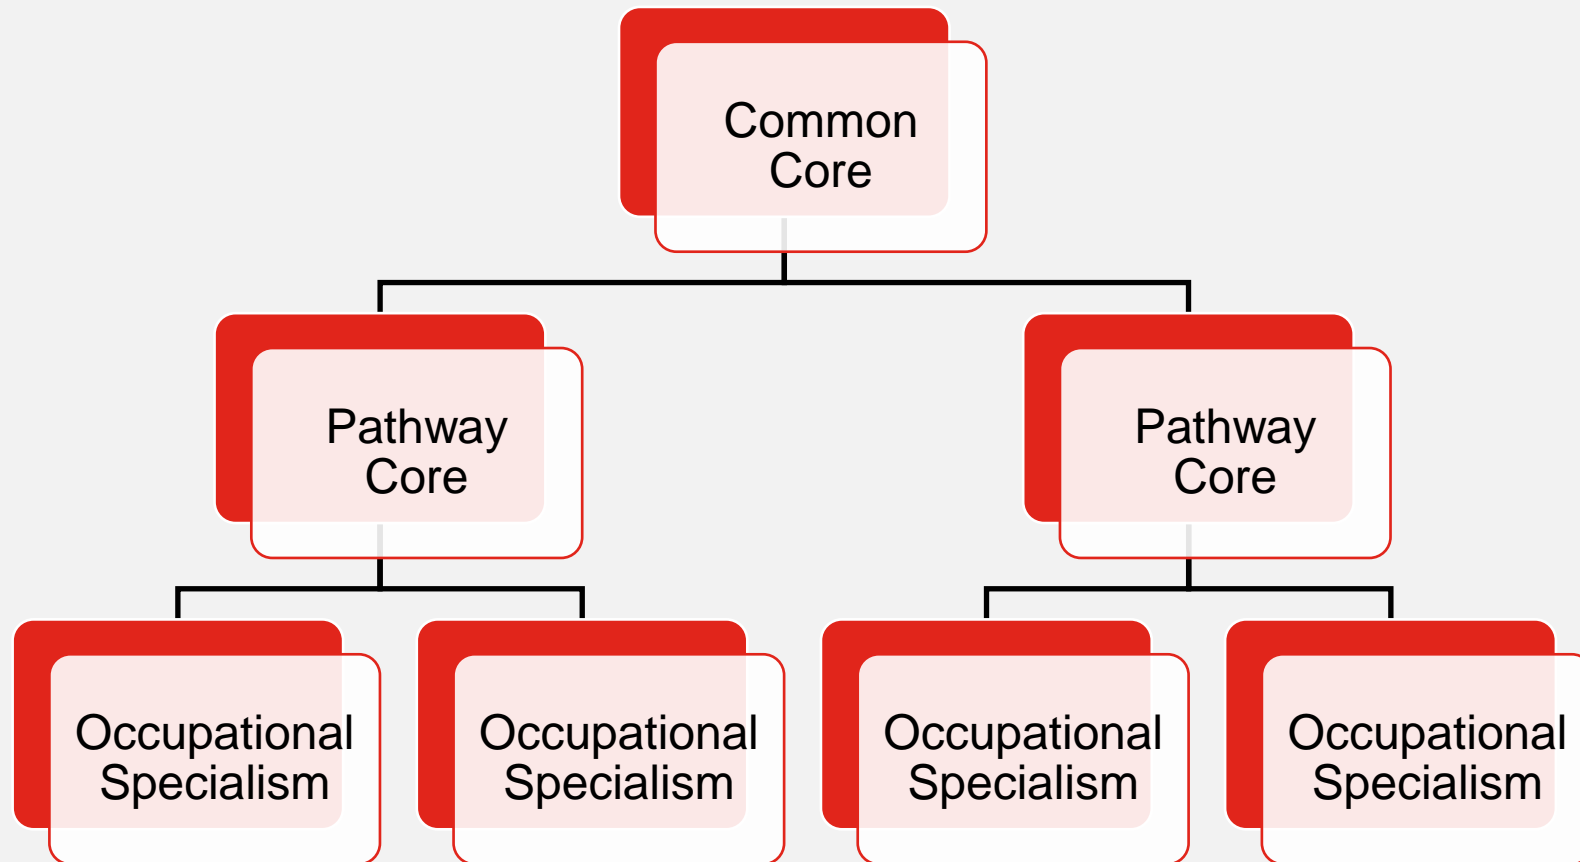 Common
Core
Pathway
Core
Pathway
Core
Occupational
Specialism
Occupational
Specialism
Occupational
Specialism
Occupational
Specialism